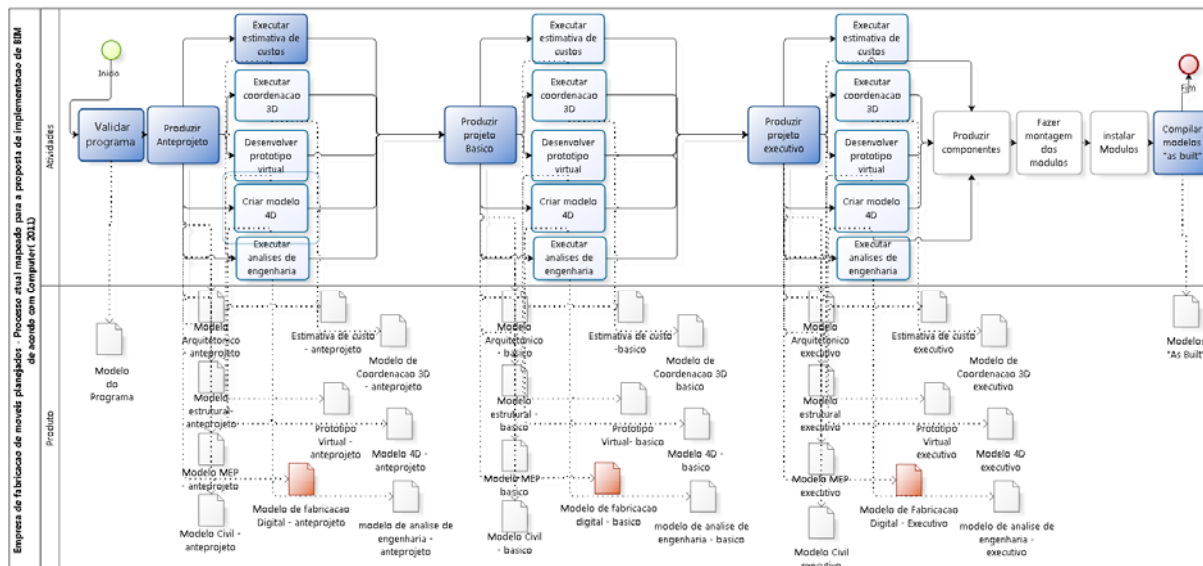 Empresa de fabricacao de moveis planejados - Processo atual mapeado para a proposta de implementacao de BIM
de acordo com Computer( 2011)
Atividades
Inicio
Validar
programa
Produzir
Anteprojeto
Executar
estimativa de
custos
Executar
coordenacao
3D
Desenvolver
prototipo
virtual
Criar modelo
4D
Executar
analises de
engenharia
Produzir
projeto
Basico
Executar
estimativa de
custos
Executar
coordenacao
3D
Desenvolver
prototipo
virtual
Criar modelo
4D
Executar
analises de
engenharia
Produzir
projeto
executivo
Executar
estimativa de
custos
Executar
coordenacao
3D
Desenvolver
prototipo
virtual
Criar modelo
4D
Executar
analises de
engenharia
Produzir
componentes
Fazer
montagem
dos
modulos
instalar
Modulos
Compilar
modelos
"as built"
Fim
Produto
Modelo
do
Programa
Modelo
Arquitetonico -
anteprojeto
Estimativa de custo
- anteprojeto
Modelo de
Coordenacao 3D
- anteprojeto
Modelo
estrutural-
anteprojeto
Prototipo
Virtual -
anteprojeto
Modelo 4D -
anteprojeto
Modelo MEP
- anteprojeto
Modelo de fabricacao
Digital - anteprojeto
modelo de analise de
engenharia - anteprojeto
Modelo Civil -
anteprojeto
Modelo
Arquitetonico
- basico
Estimativa de custo
-basico
Modelo de
Coordenacao 3D
basico
Modelo
estrutural -
basico
Prototipo
Virtual- basico
Modelo 4D -
basico
Modelo MEP
basico
Modelo de fabricacao
digital - basico
modelo de analise de
engenharia - basico
Modelo Civil -
basico
Modelo
Arquitetonico
executivo
Estimativa de custo
executivo
Modelo de
Coordenacao 3D
executivo
Modelo
estrutural
executivo
Prototipo
Virtual
executivo
Modelo 4D
executivo
Modelo MEP
executivo
Modelo de Fabricacao
Digital - Executivo
modelo de analise de
engenharia - executivo
Modelo Civil
executivo
Modelos
"As Built"